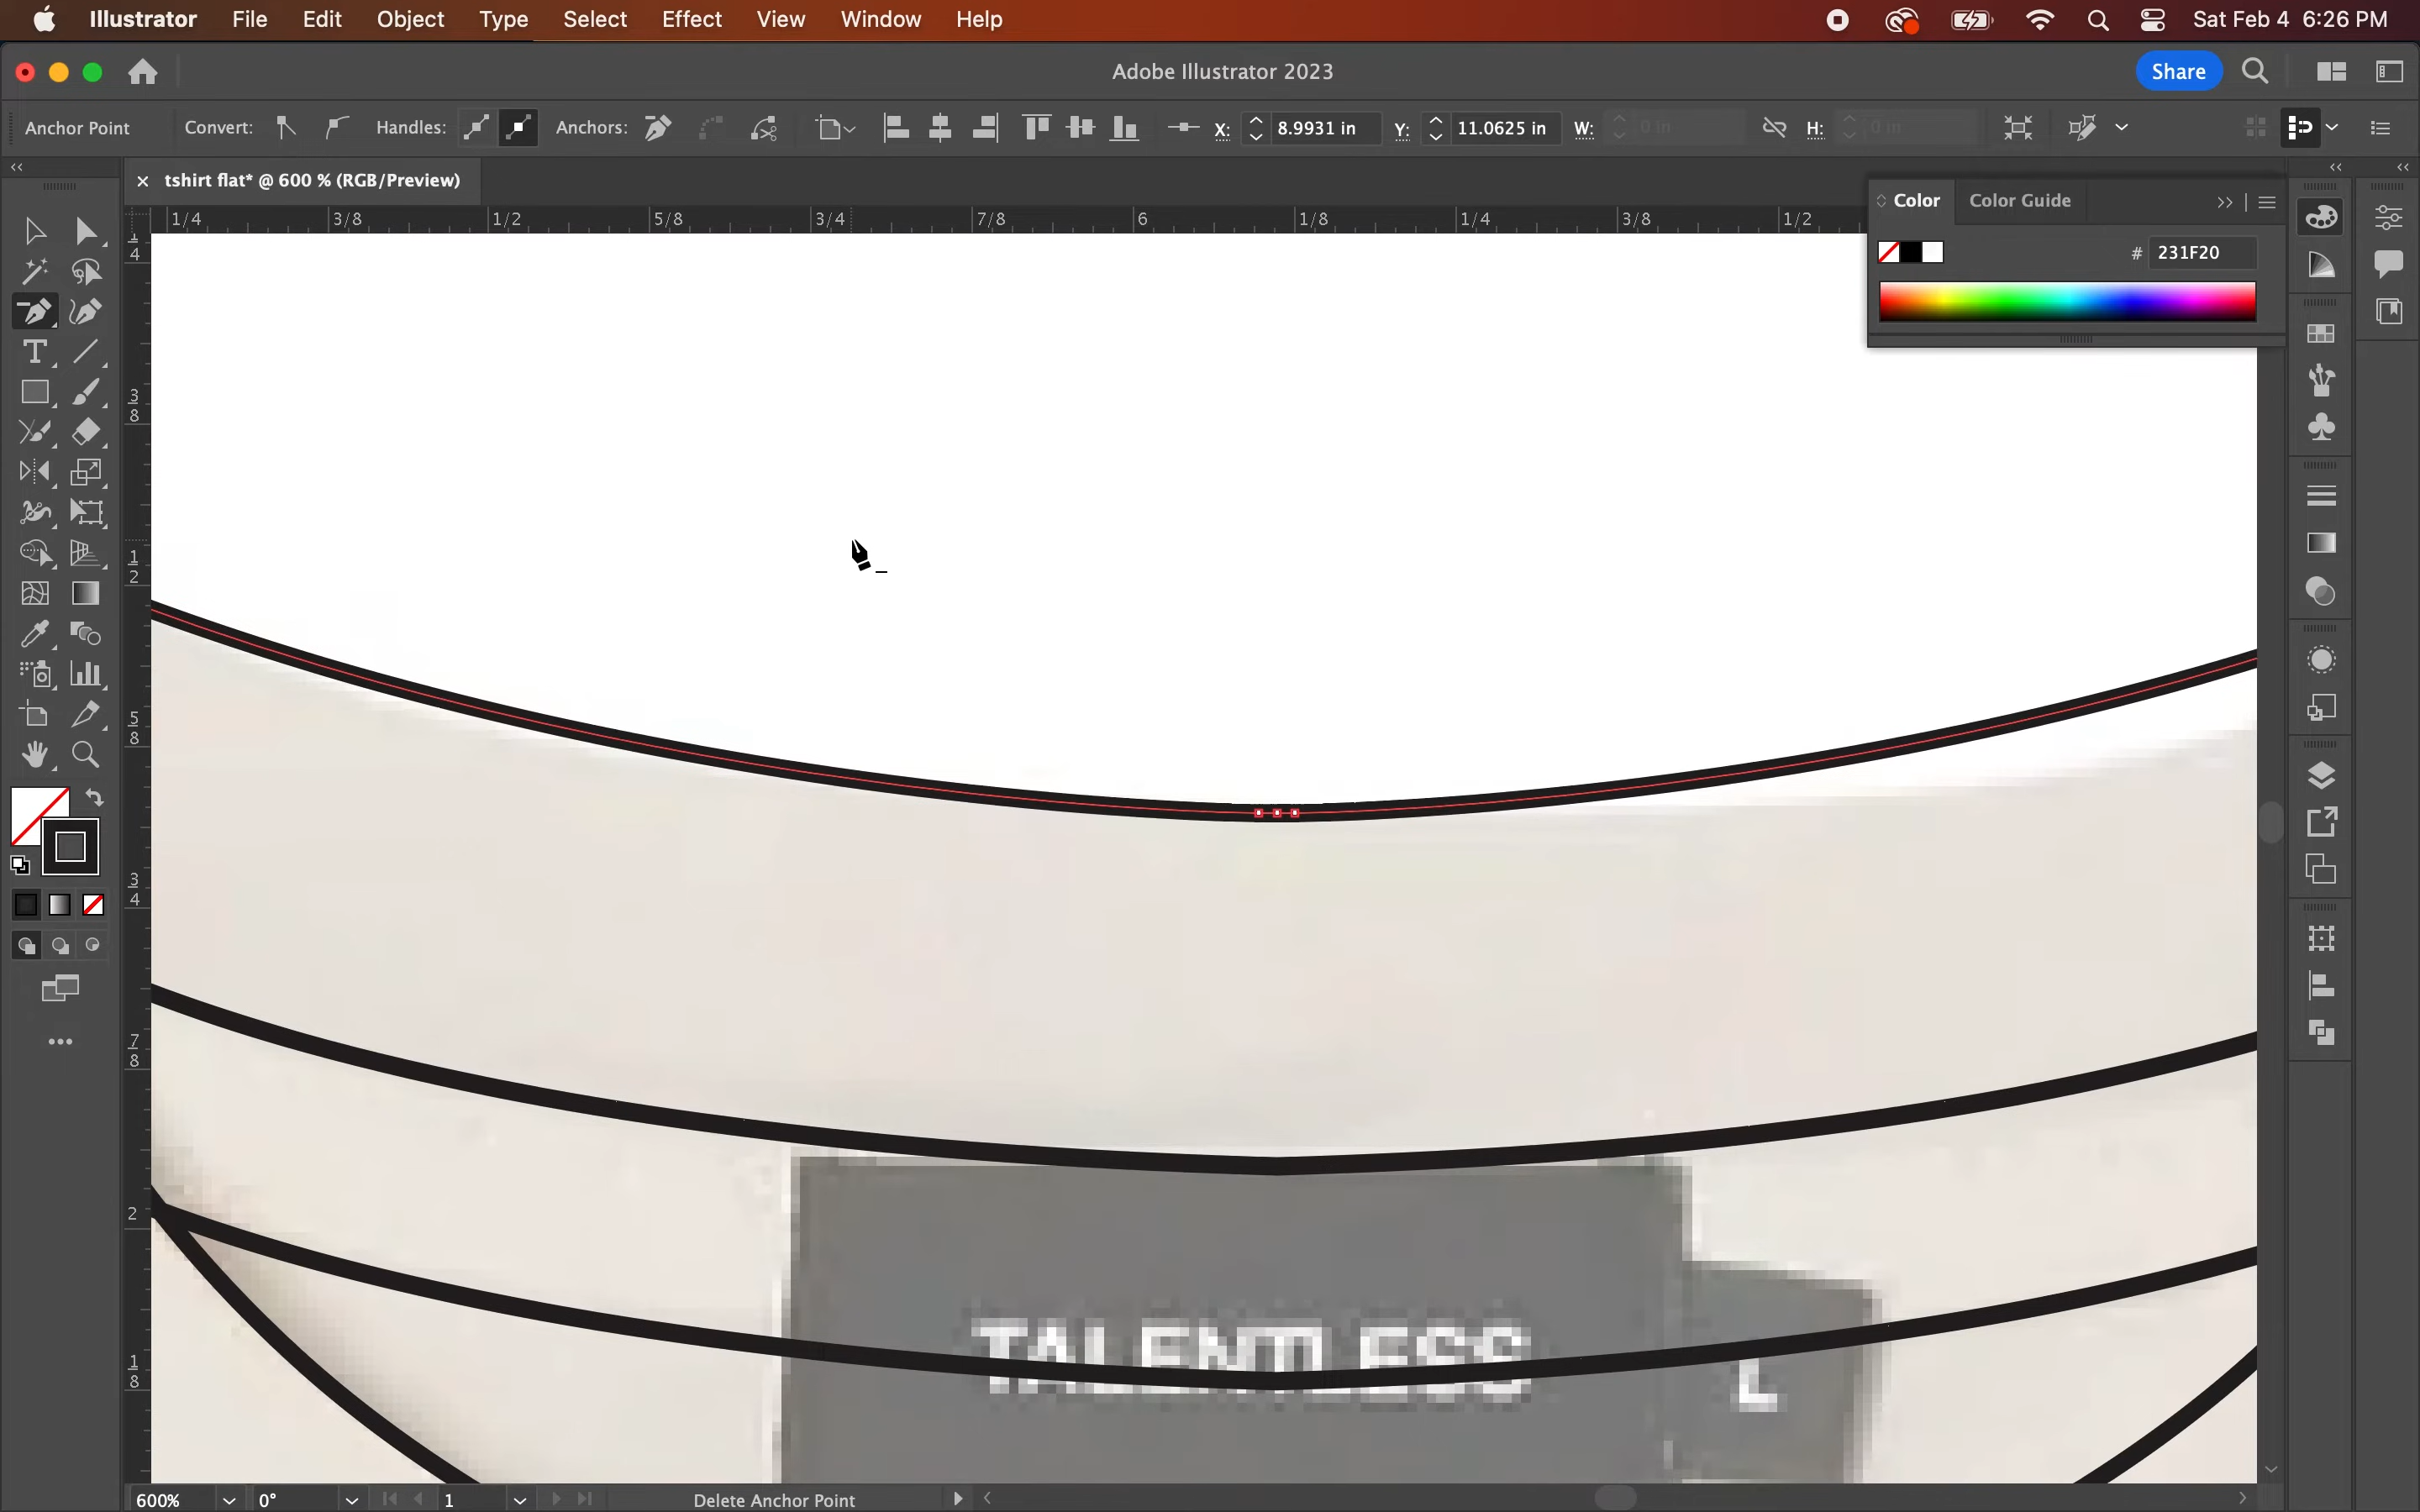 Illustrator File Edit Object Type Select Effect View Window Help Sat Feb 4 6:26 PM
Adobe Illustrator 2023 Share
Anchor Point Convert: Handles: Anchors: X: 8.9931 in Y: 11.0625 in W: 0 in H: 0 in
tshirt flat* @ 600 % (RGB/Preview)
1/4 3/8 1/2 5/8 3/4 7/8 6 1/8 1/4 3/8 1/2
Color Color Guide
# 231F20
1
4
3
8
1
2
5
8
3
4
7
8
2
1
8
TALENTLESS
L
600% 0° 1 Delete Anchor Point